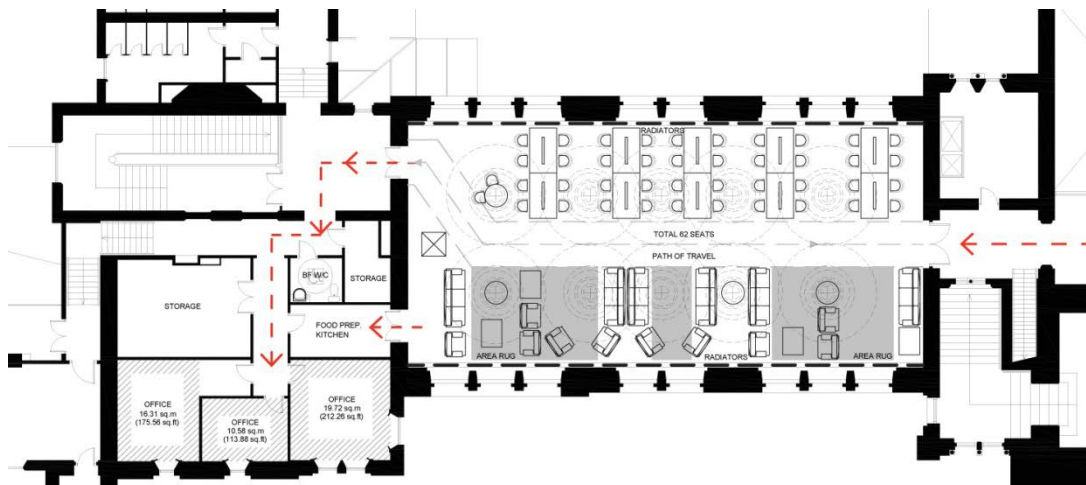 RADIATORS
TOTAL 62 SEATS
PATH OF TRAVEL
BF W/C
STORAGE
STORAGE
FOOD PREP.
KITCHEN
AREA RUG
RADIATORS
AREA RUG
OFFICE
16.31 sq.m
(175.56 sq.ft)
OFFICE
10.58 sq.m
(113.88 sq.ft)
OFFICE
19.72 sq.m
(212.26 sq.ft)